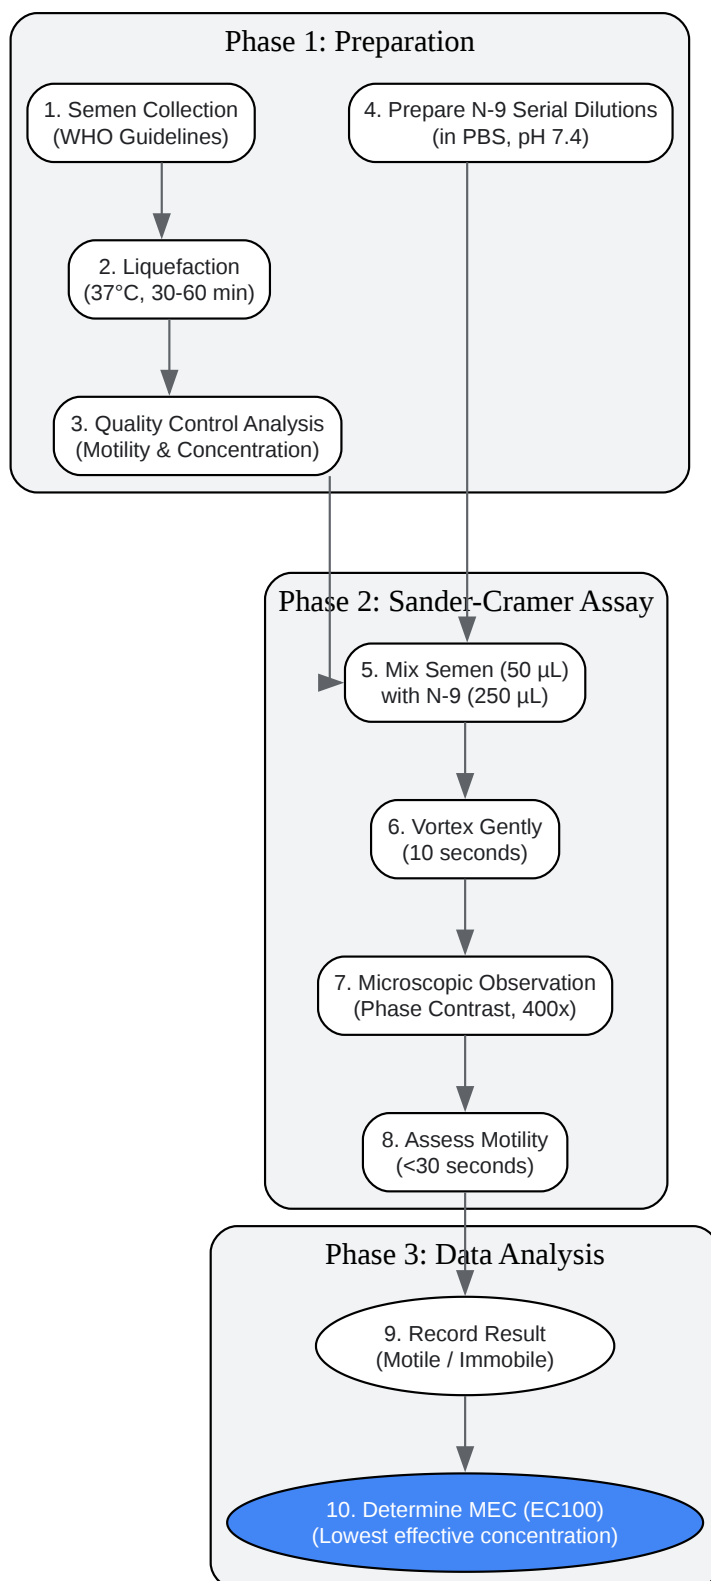 Phase 1: Preparation
1. Semen Collection
(WHO Guidelines)
4. Prepare N-9 Serial Dilutions
(in PBS, pH 7.4)
2. Liquefaction
(37°C, 30-60 min)
3. Quality Control Analysis
(Motility & Concentration)
Phase 2: Sander-Cramer Assay
5. Mix Semen (50 µL)
with N-9 (250 µL)
6. Vortex Gently
(10 seconds)
7. Microscopic Observation
(Phase Contrast, 400x)
8. Assess Motility
(<30 seconds)
Phase 3: Data Analysis
9. Record Result
(Motile / Immobile)
10. Determine MEC (EC100)
(Lowest effective concentration)